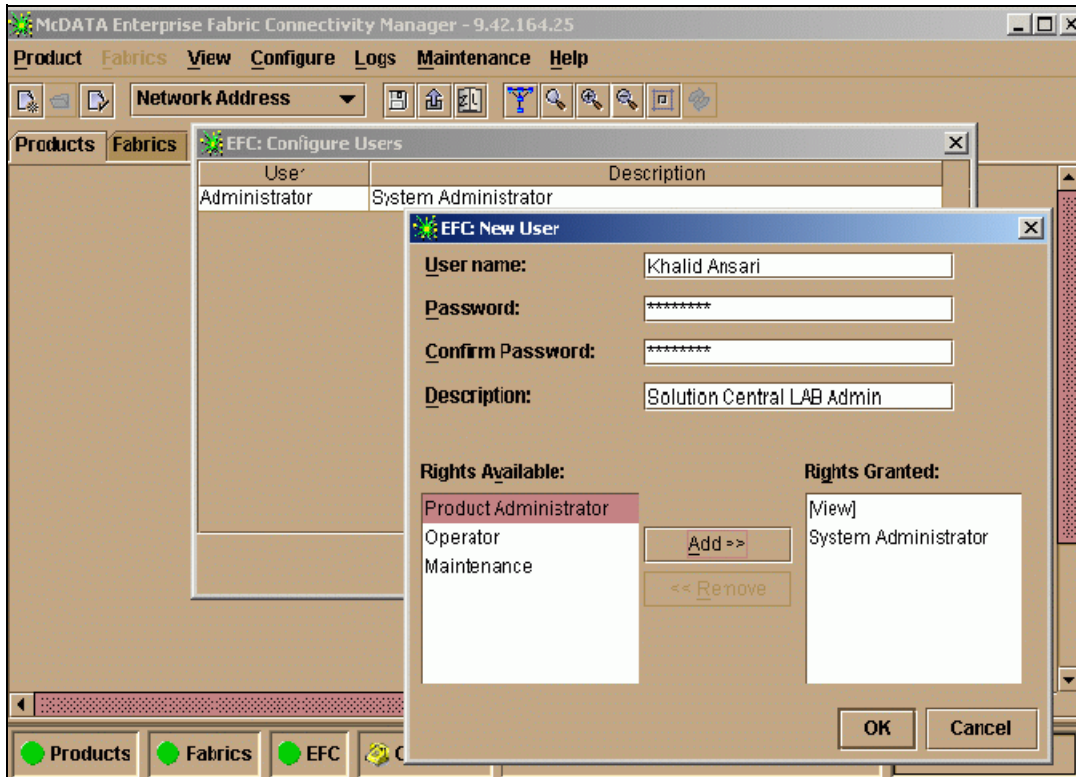 McDATA Enterprise Fabric Connectivity Manager - 9.42.164.25
Product Fabrics View Configure Logs Maintenance Help
Network Address
Products Fabrics
EFC: Configure Users
User Description
Administrator System Administrator
EFC: New User
User name: Khalid Ansari
Password: ********
Confirm Password: ********
Description: Solution Central LAB Admin
Rights Available: Rights Granted:
Product Administrator [View]
Operator System Administrator
Maintenance
Add =>
<< Remove
OK Cancel
Products Fabrics EFC